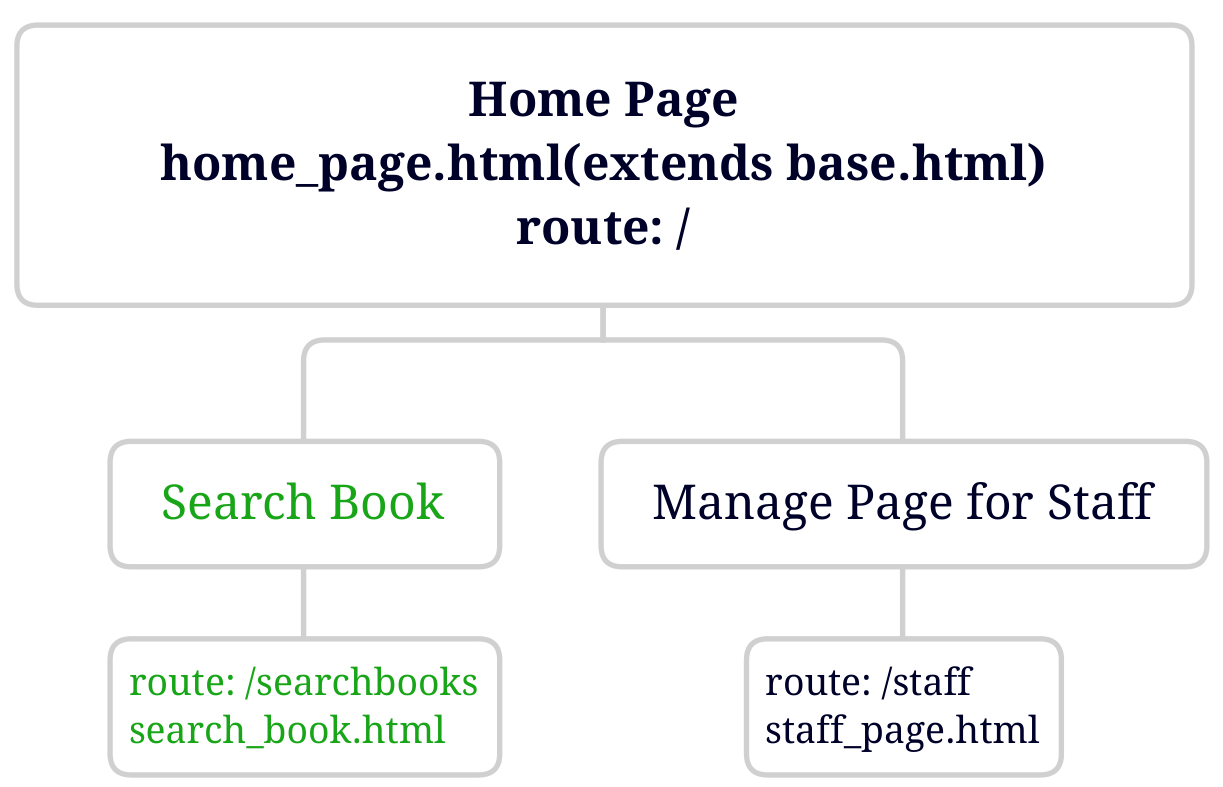 Home Page
home_page.html(extends base.html)
route: /
Search Book
Manage Page for Staff
route: /searchbooks
search_book.html
route: /staff
staff_page.html